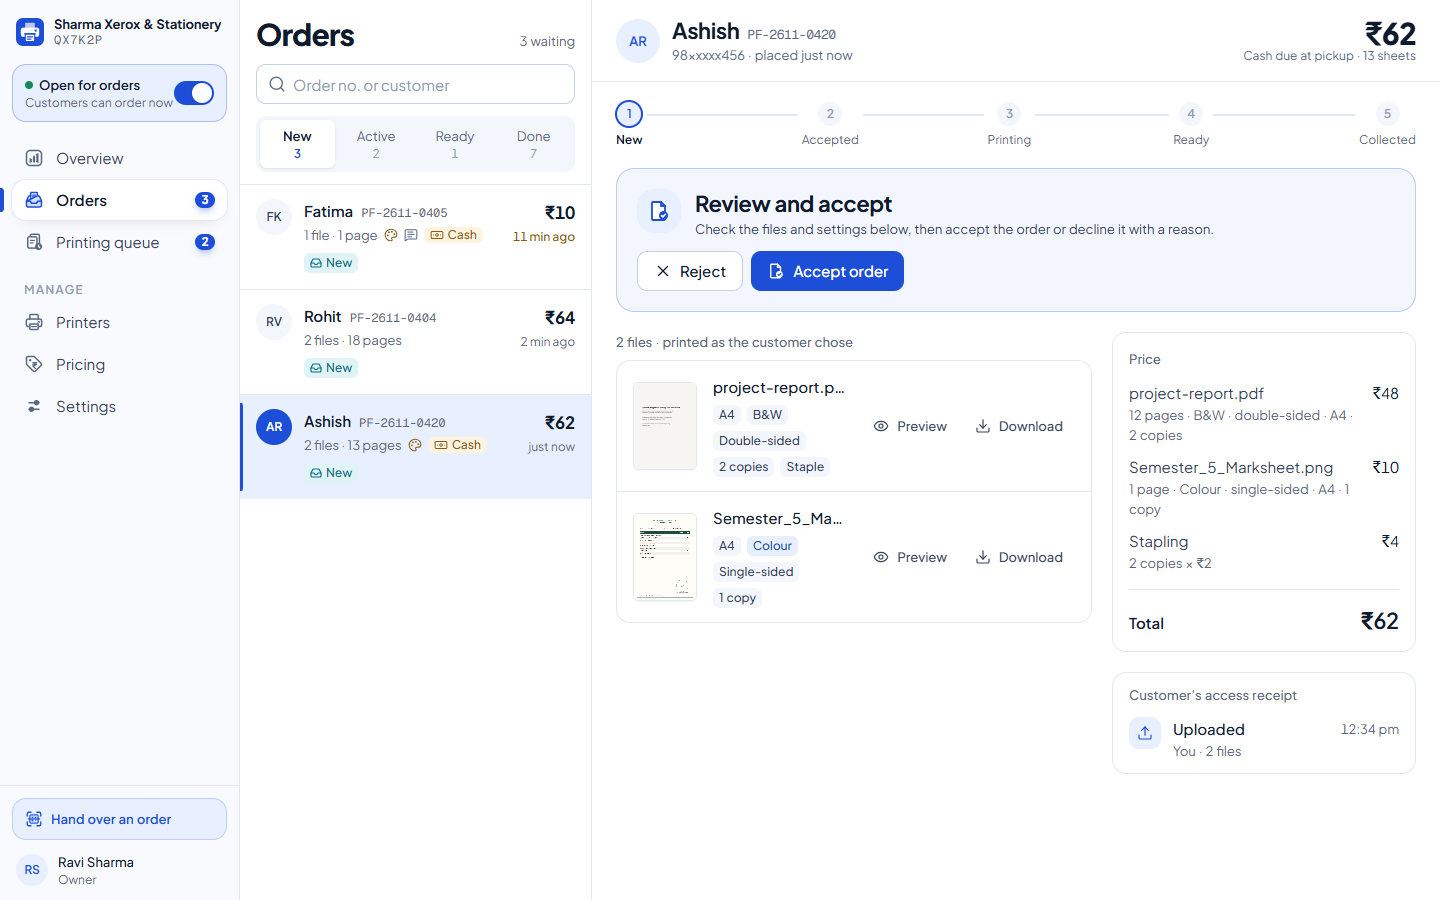 Sharma Xerox & Stationery
QX7K2P
Open for orders
Customers can order now
Overview
Orders 3
Printing queue 2
MANAGE
Printers
Pricing
Settings
Hand over an order
RS
Ravi Sharma
Owner
Orders
3 waiting
Order no. or customer
New Active Ready Done
3 2 1 7
FK
Fatima PF-2611-0405 ₹10
1 file · 1 page Cash 11 min ago
New
RV
Rohit PF-2611-0404 ₹64
2 files · 18 pages 2 min ago
New
AR
Ashish PF-2611-0420 ₹62
2 files · 13 pages Cash just now
New
AR
Ashish PF-2611-0420
98×xxxx456 · placed just now
₹62
Cash due at pickup · 13 sheets
1 2 3 4 5
New Accepted Printing Ready Collected
Review and accept
Check the files and settings below, then accept the order or decline it with a reason.
Reject Accept order
2 files · printed as the customer chose
project-report.p...
A4 B&W
Double-sided
2 copies Staple
Preview Download
Semester_5_Ma...
A4 Colour
Single-sided
1 copy
Preview Download
Price
project-report.pdf ₹48
12 pages · B&W · double-sided · A4 ·
2 copies
Semester_5_Marksheet.png ₹10
1 page · Colour · single-sided · A4 · 1
copy
Stapling ₹4
2 copies × ₹2
Total ₹62
Customer's access receipt
Uploaded 12:34 pm
You · 2 files